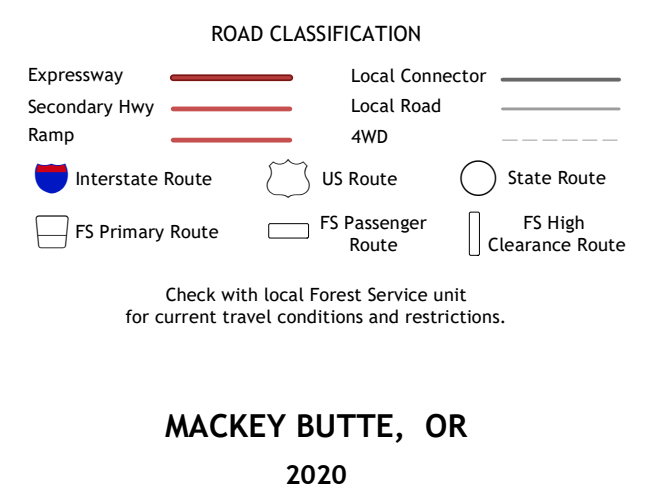 ROAD CLASSIFICATION
Expressway
Local Connector
Secondary Hwy
Local Road
Ramp
4WD
Interstate Route
US Route
State Route
FS Primary Route
FS Passenger
Route
FS High
Clearance Route
Check with local Forest Service unit
for current travel conditions and restrictions.
MACKEY BUTTE, OR
2020